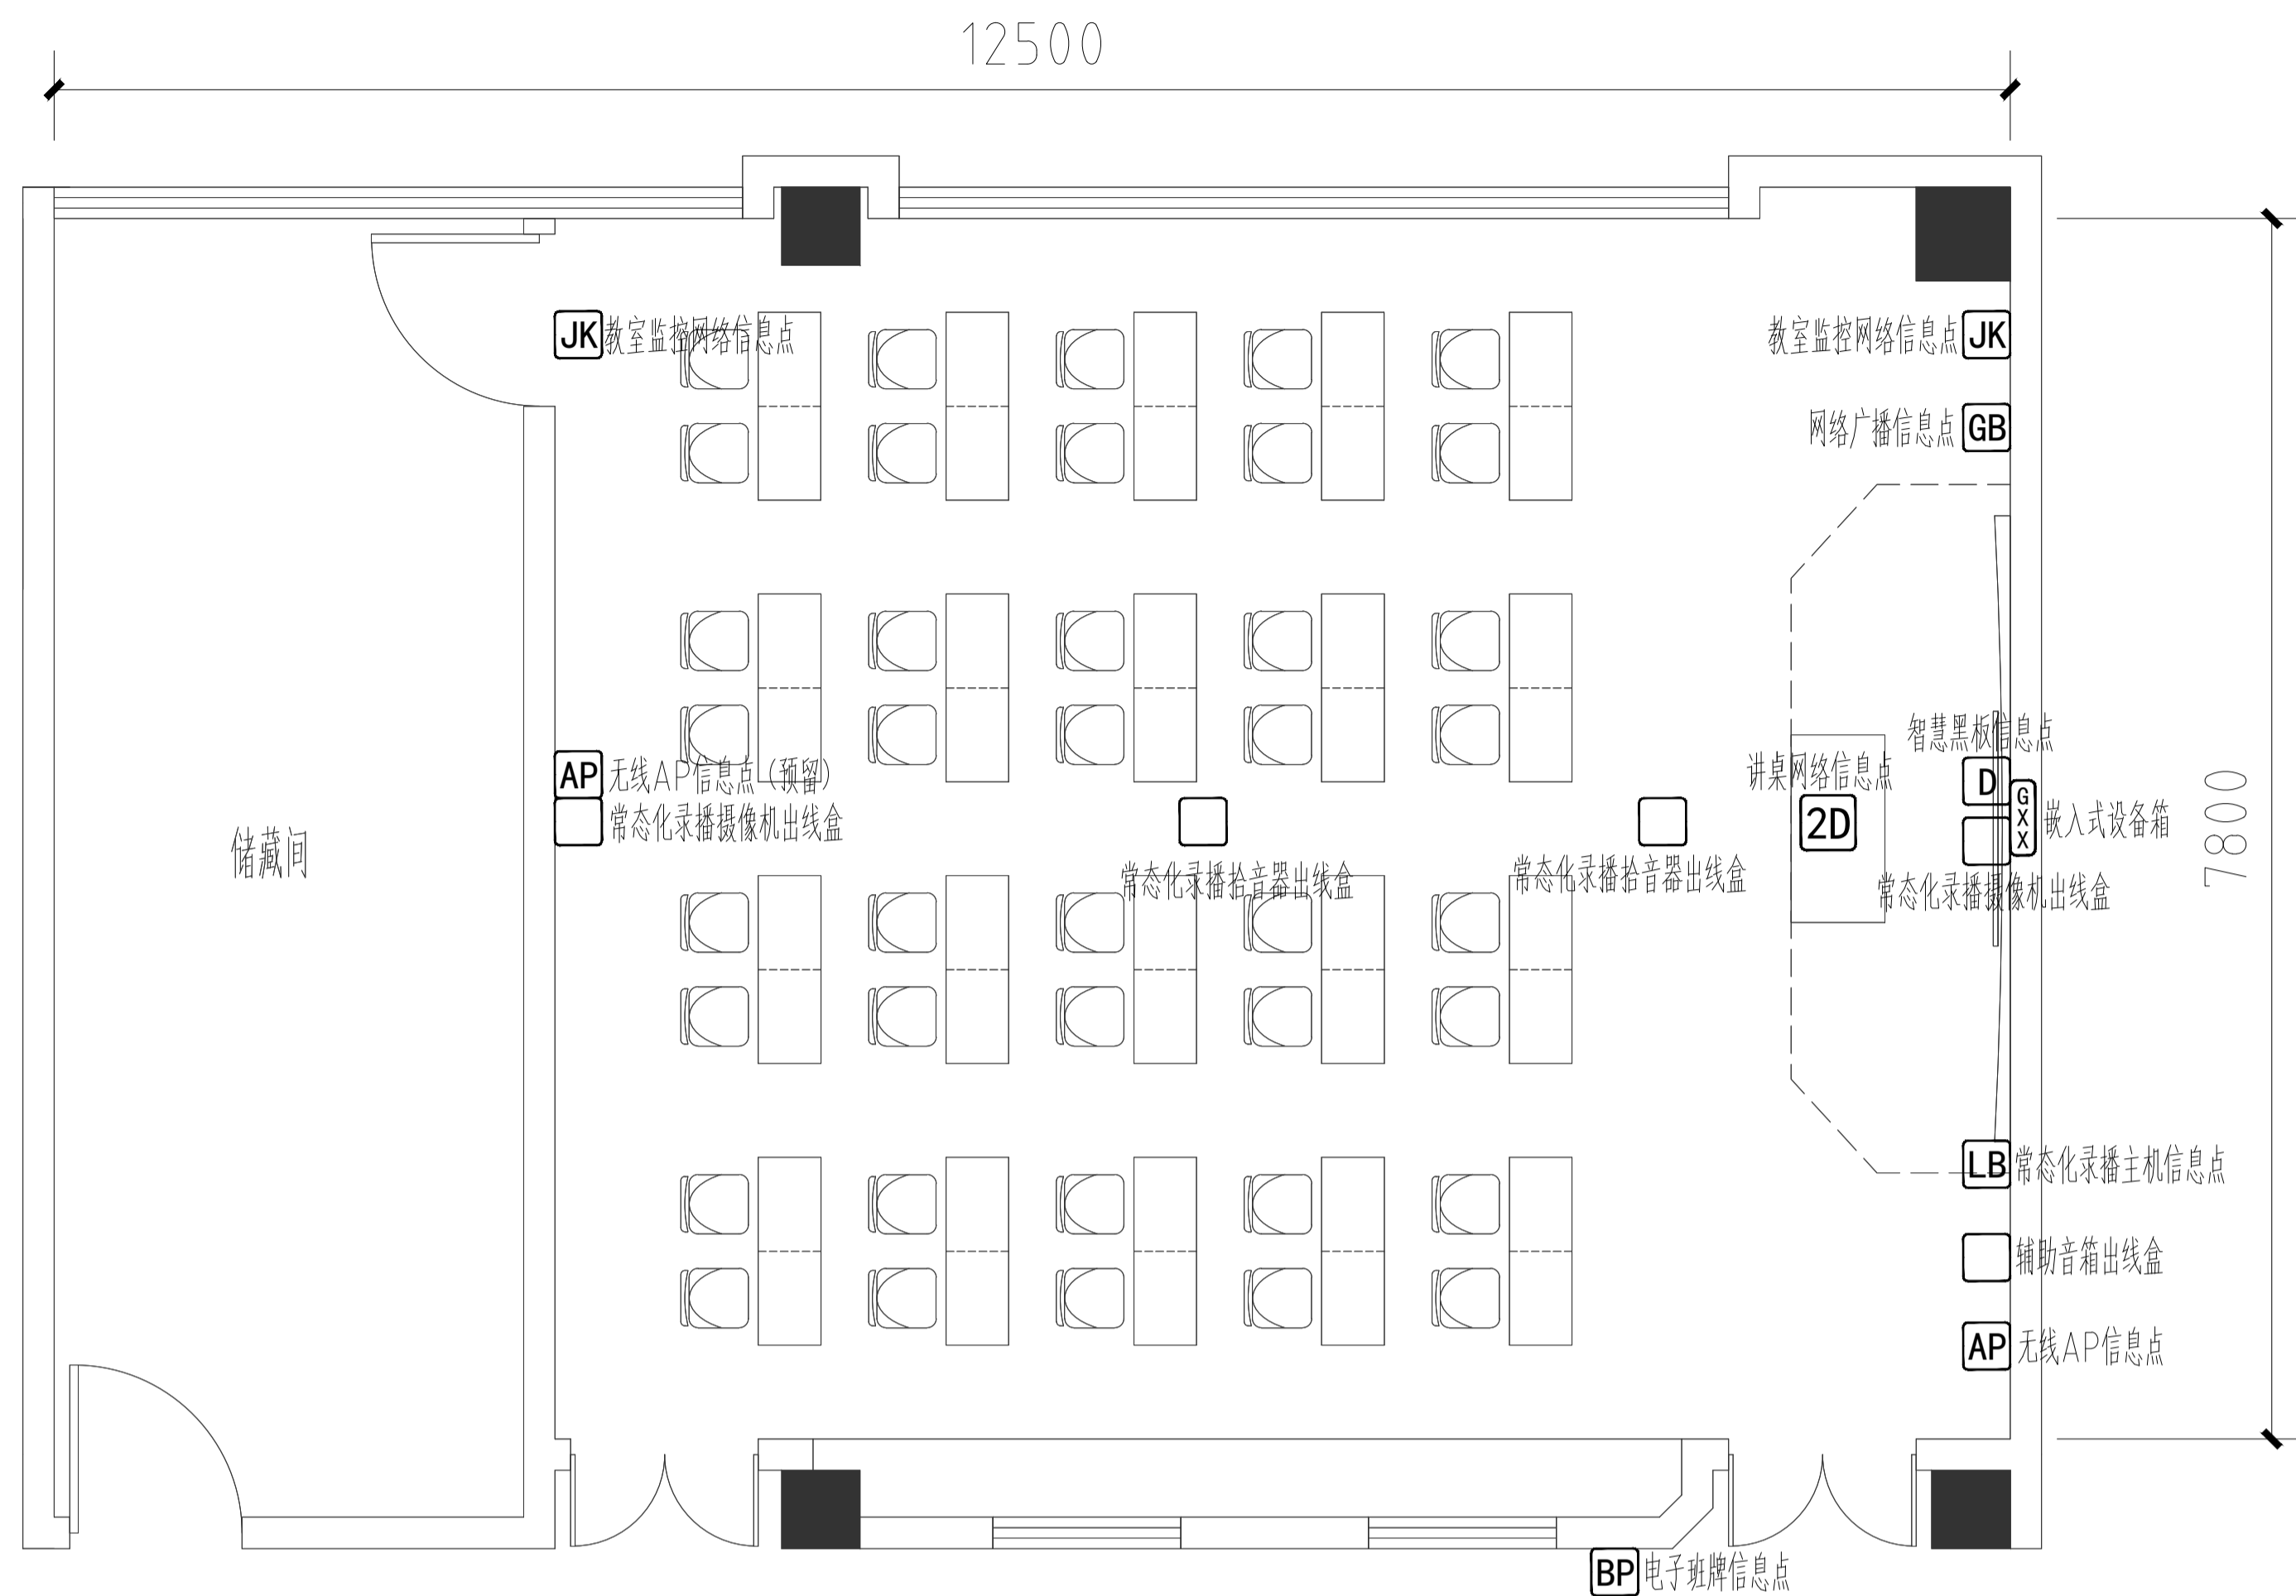 12500
JK 教室监控网络信息点
教室监控网络信息点 JK
网络广播信息点 GB
智慧黑板信息点
讲桌网络信息点
AP 无线AP信息点（预留）
D
GXX
常态化录播摄像机出线盒
2D
嵌入式设备箱
7800
储藏间
常态化录播拾音器出线盒
常态化录播拾音器出线盒
常态化录播摄像机出线盒
LB 常态化录播主机信息点
辅助音箱出线盒
AP 无线AP信息点
BP 电子班牌信息点